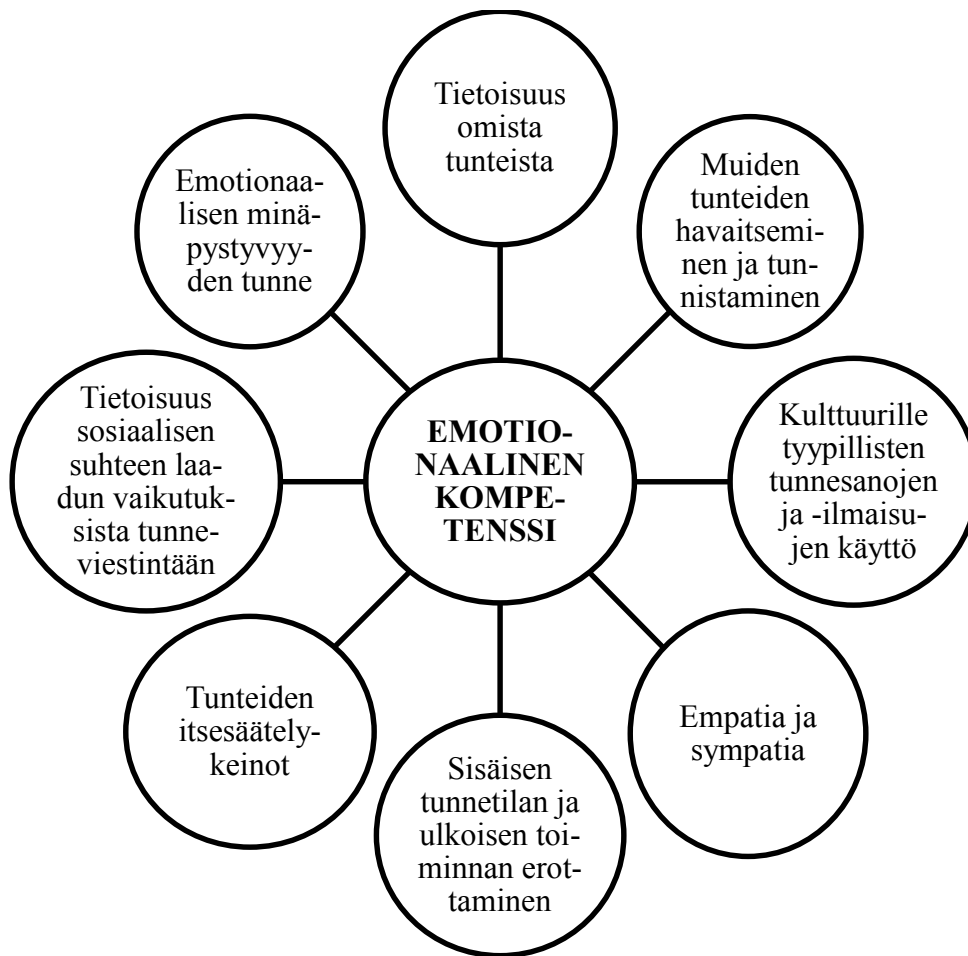 Tietoisuus
omista
tunteista
Muiden
tunteiden
havaitsemi-
nen ja tun-
nistaminen
Kulttuurille
tyypillisten
tunnesanojen
ja -ilmaisu-
jen käyttö
Empatia ja
sympatia
Sisäisen
tunnetilan ja
ulkoisen toi-
minnan erot-
taminen
Tunteiden
itsesäätely-
keinot
Tietoisuus
sosiaalisen
suhteen laa-
dun vaikutuk-
sista tunne-
viestintään
Emotionaa-
lisen minä-
pystyvyy-
den tunne
EMOTIO-
NAALINEN
KOMPE-
TENSSI